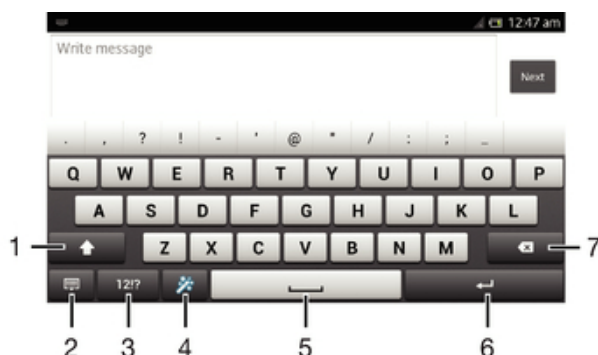 12:47 am
Write message
Next
. , ? ! - ' @ " / : ; _
Q W E R T Y U I O P
A S D F G H J K L
1 Z X C V B N M 7
12!?
2 3 4 5 6